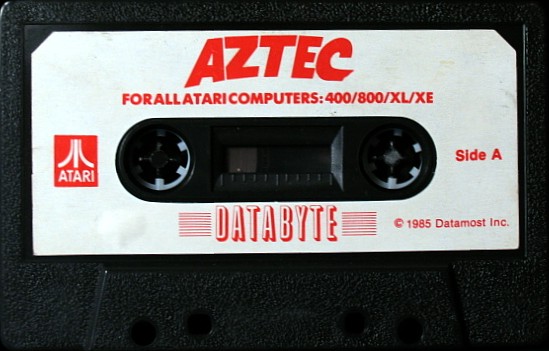 AZTEC
FOR ALL ATARI COMPUTERS: 400/800/XL/XE
ATARI
Side A
DATABYTE
© 1985 Datamost Inc.